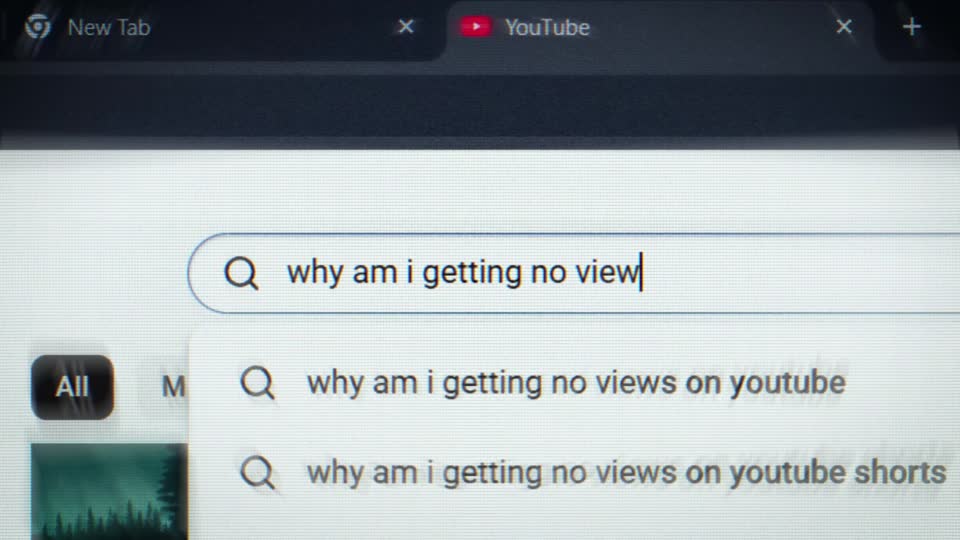 New Tab
YouTube
why am i getting no view
All
M
why am i getting no views on youtube
why am i getting no views on youtube shorts